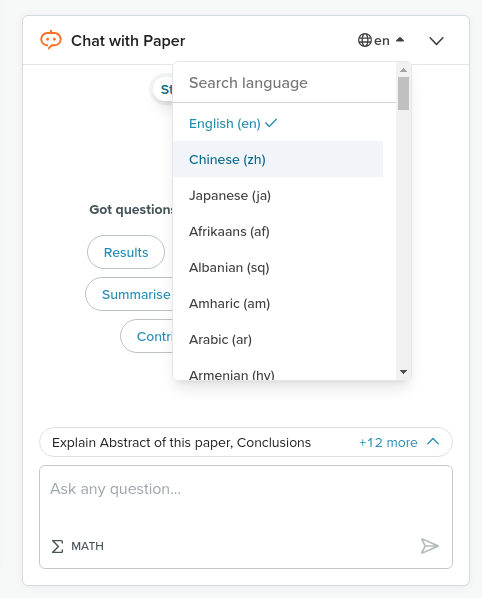 Chat with Paper
en
St
Search language
English (en)
Chinese (zh)
Japanese (ja)
Afrikaans (af)
Albanian (sq)
Amharic (am)
Arabic (ar)
Armenian (hy)
Got questions
Results
Summarise
Contri
Explain Abstract of this paper, Conclusions
+12 more
Ask any question...
Σ MATH